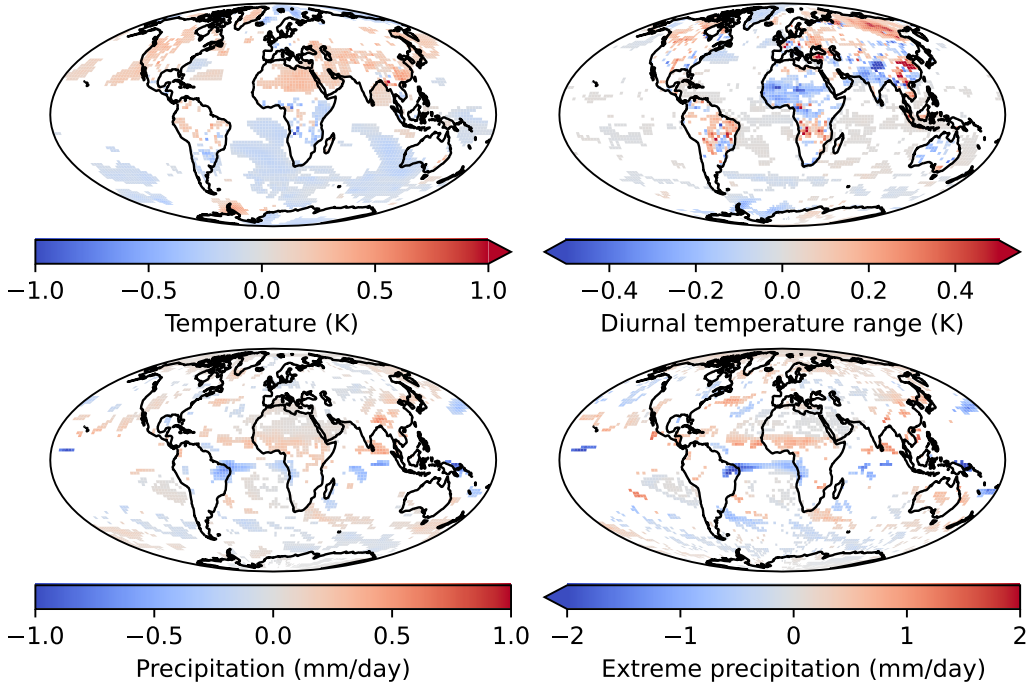 −1.0 −0.5 0.0 0.5 1.0
Temperature (K)
−0.4 −0.2 0.0 0.2 0.4
Diurnal temperature range (K)
−1.0 −0.5 0.0 0.5 1.0
Precipitation (mm/day)
−2 −1 0 1 2
Extreme precipitation (mm/day)